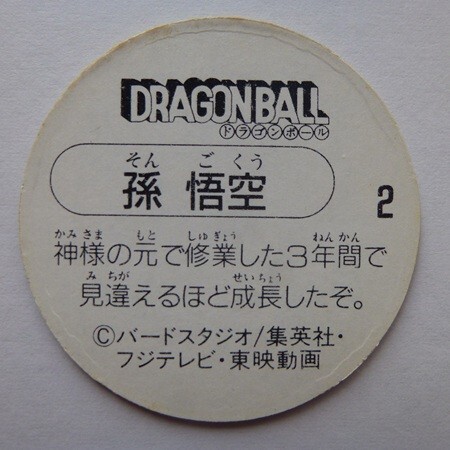 DRAGON BALL
ドラゴンボール
そん ご くう
孫 悟空
2
かみさま もと しゅぎょう ねんかん
神様の元で修業した3年間で
み ちが せいちょう
見違えるほど成長したぞ。
©バードスタジオ/集英社・
フジテレビ・東映動画